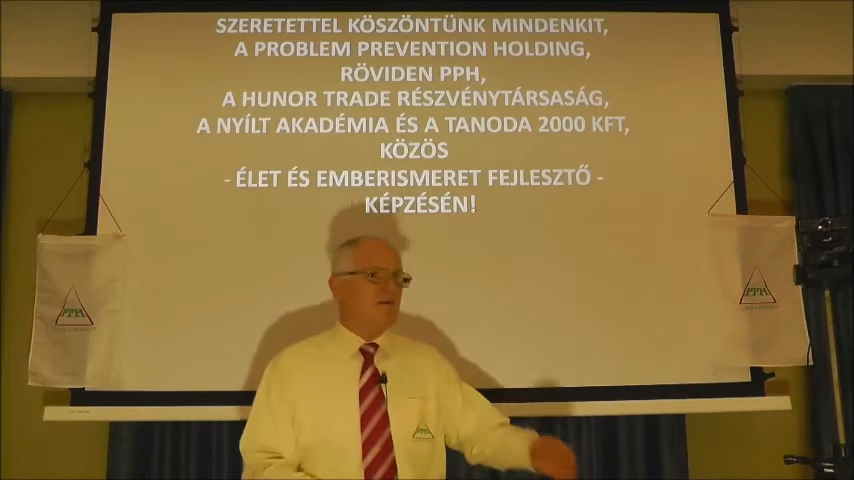 SZERETETTEL KÖSZÖNTÜNK MINDENKIT,
A PROBLEM PREVENTION HOLDING,
RÖVIDEN PPH,
A HUNOR TRADE RÉSZVÉNYTÁRSASÁG
A NYÍLT AKADÉMIA ÉS A TANODA 2000 KFT,
KÖZÖS
- ÉLET ÉS EMBERISMERET FEJLESZTŐ -
KÉPZÉSÉN!
PPH
PPH
PPH